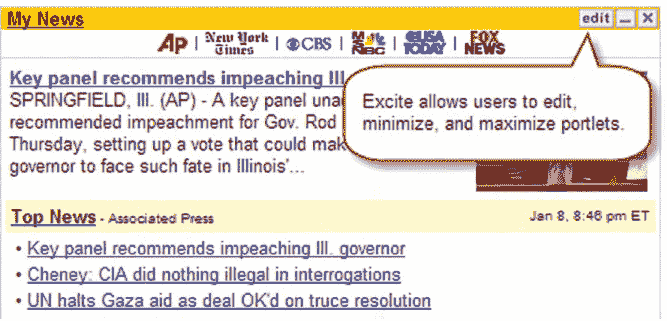 My News
edit
AP | New York Times | CBS | MSNBC | USA TODAY | FOX NEWS
Key panel recommends impeaching Ill.
SPRINGFIELD, Ill. (AP) - A key panel
recommended impeachment for Gov. Rod
Thursday, setting up a vote that could
governor to face such fate in Illinois'...
Excite allows users to edit,
minimize, and maximize portlets.
Top News - Associated Press
Jan 8, 8:46 pm ET
• Key panel recommends impeaching Ill. governor
• Cheney: CIA did nothing illegal in interrogations
• UN halts Gaza aid as deal OK'd on truce resolution